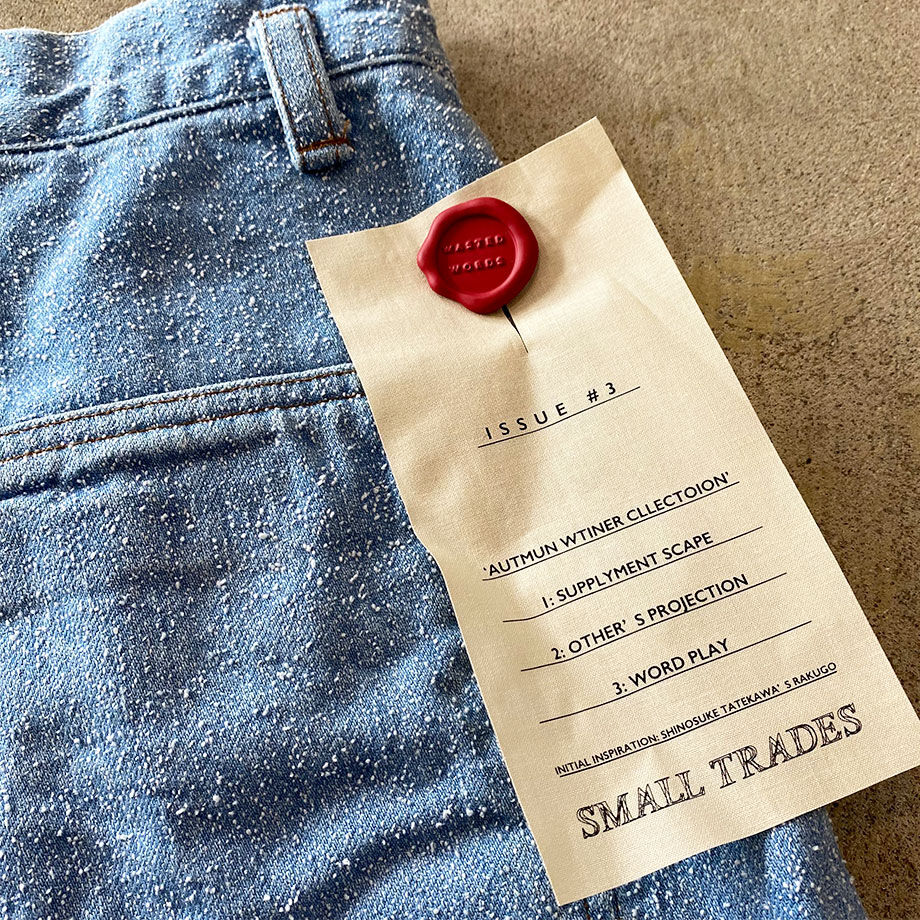 WASTED
WORDS
ISSUE #3
'AUTMUN WTINER CLLECTOION'
1: SUPPLYMENT SCAPE
2: OTHER' S PROJECTION
3: WORD PLAY
INITIAL INSPIRATION: SHINOSUKE TATEKAWA' S RAKUGO
SMALL TRADES